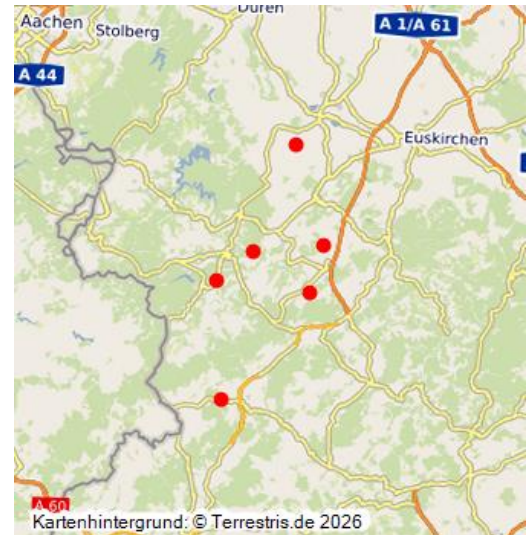 Düren
Aachen
Stolberg
A 1/A 61
A 44
Euskirchen
A 60
Kartenhintergrund: © Terrestris.de 2026